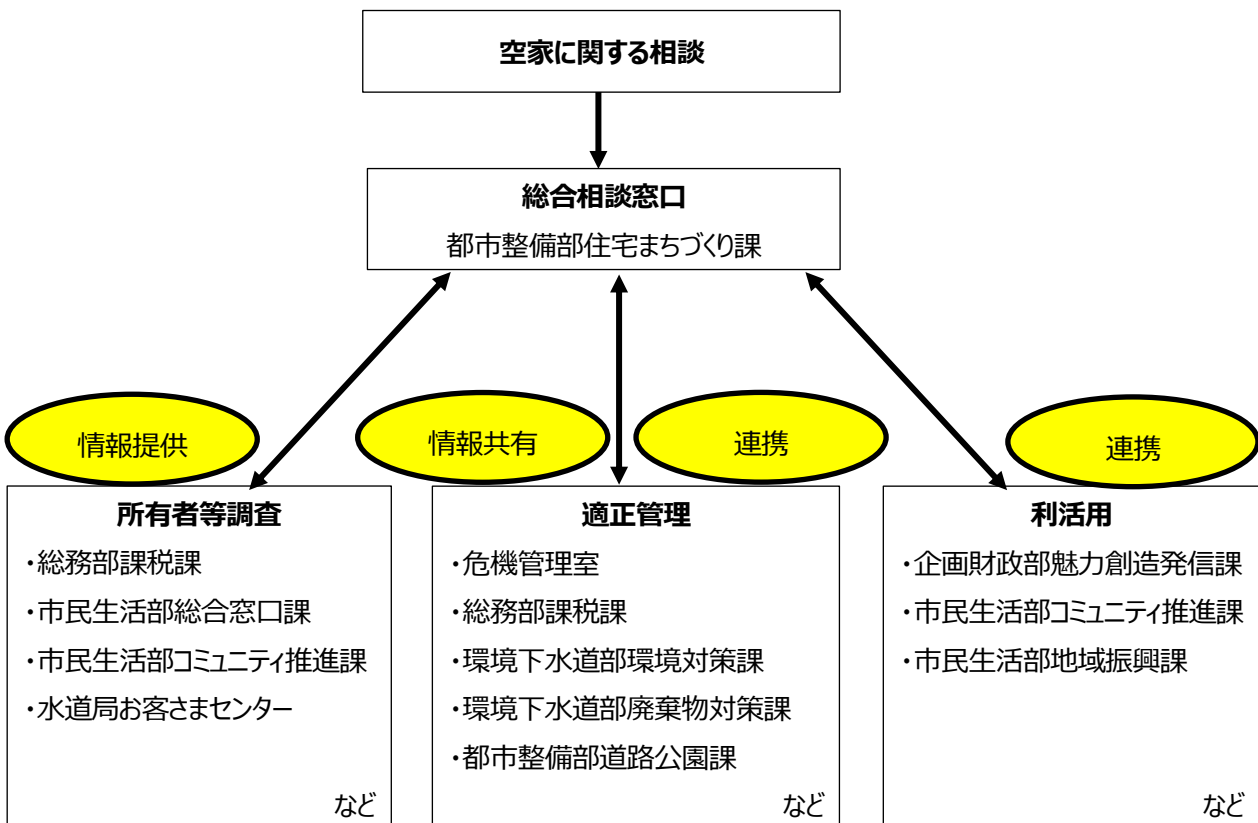 空家に関する相談
総合相談窓口
都市整備部住宅まちづくり課
情報提供
情報共有
連携
連携
所有者等調査
・総務部課税課
・市民生活部総合窓口課
・市民生活部コミュニティ推進課
・水道局お客さまセンター
など
適正管理
・危機管理室
・総務部課税課
・環境下水道部環境対策課
・環境下水道部廃棄物対策課
・都市整備部道路公園課
など
利活用
・企画財政部魅力創造発信課
・市民生活部コミュニティ推進課
・市民生活部地域振興課
など